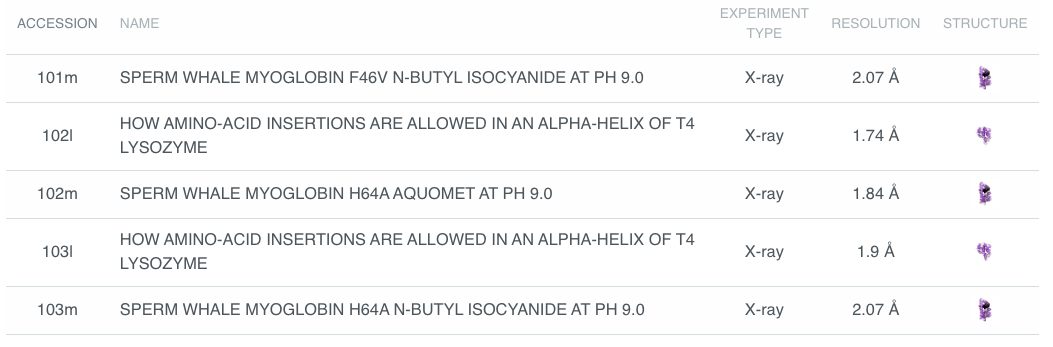 ACCESSION NAME EXPERIMENT TYPE RESOLUTION STRUCTURE
101m SPERM WHALE MYOGLOBIN F46V N-BUTYL ISOCYANIDE AT PH 9.0 X-ray 2.07 Å
102l HOW AMINO-ACID INSERTIONS ARE ALLOWED IN AN ALPHA-HELIX OF T4
LYSOZYME X-ray 1.74 Å
102m SPERM WHALE MYOGLOBIN H64A AQUOMET AT PH 9.0 X-ray 1.84 Å
103l HOW AMINO-ACID INSERTIONS ARE ALLOWED IN AN ALPHA-HELIX OF T4
LYSOZYME X-ray 1.9 Å
103m SPERM WHALE MYOGLOBIN H64A N-BUTYL ISOCYANIDE AT PH 9.0 X-ray 2.07 Å